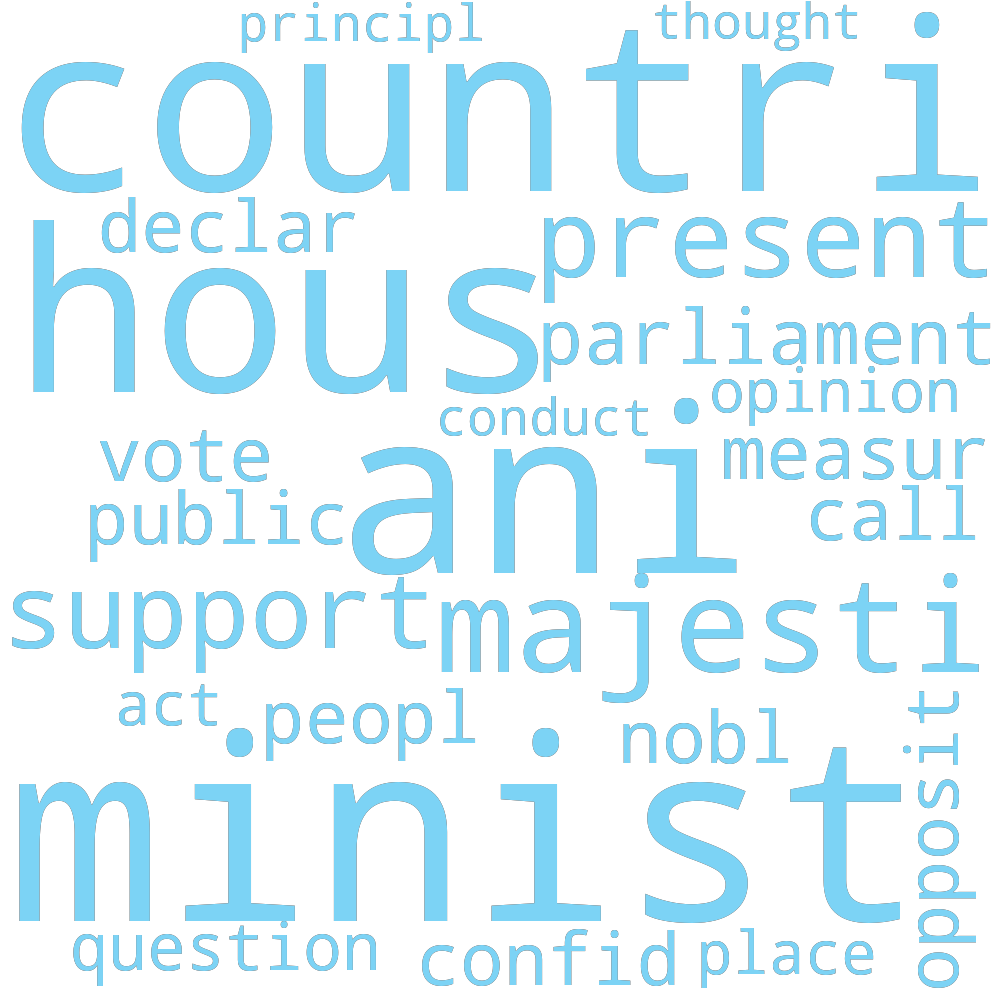 principl thought
countri
declar present
hous
parliament
opinion
conduct
vote ani measur
public call
support majesti
act peopl nobl
minist opposit
question confid place